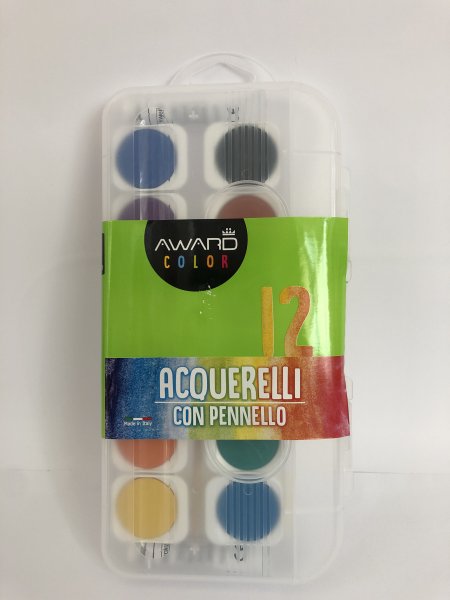 AWARD
COLOR
12
ACQUERELLI
CON PENNELLO
Made in Italy